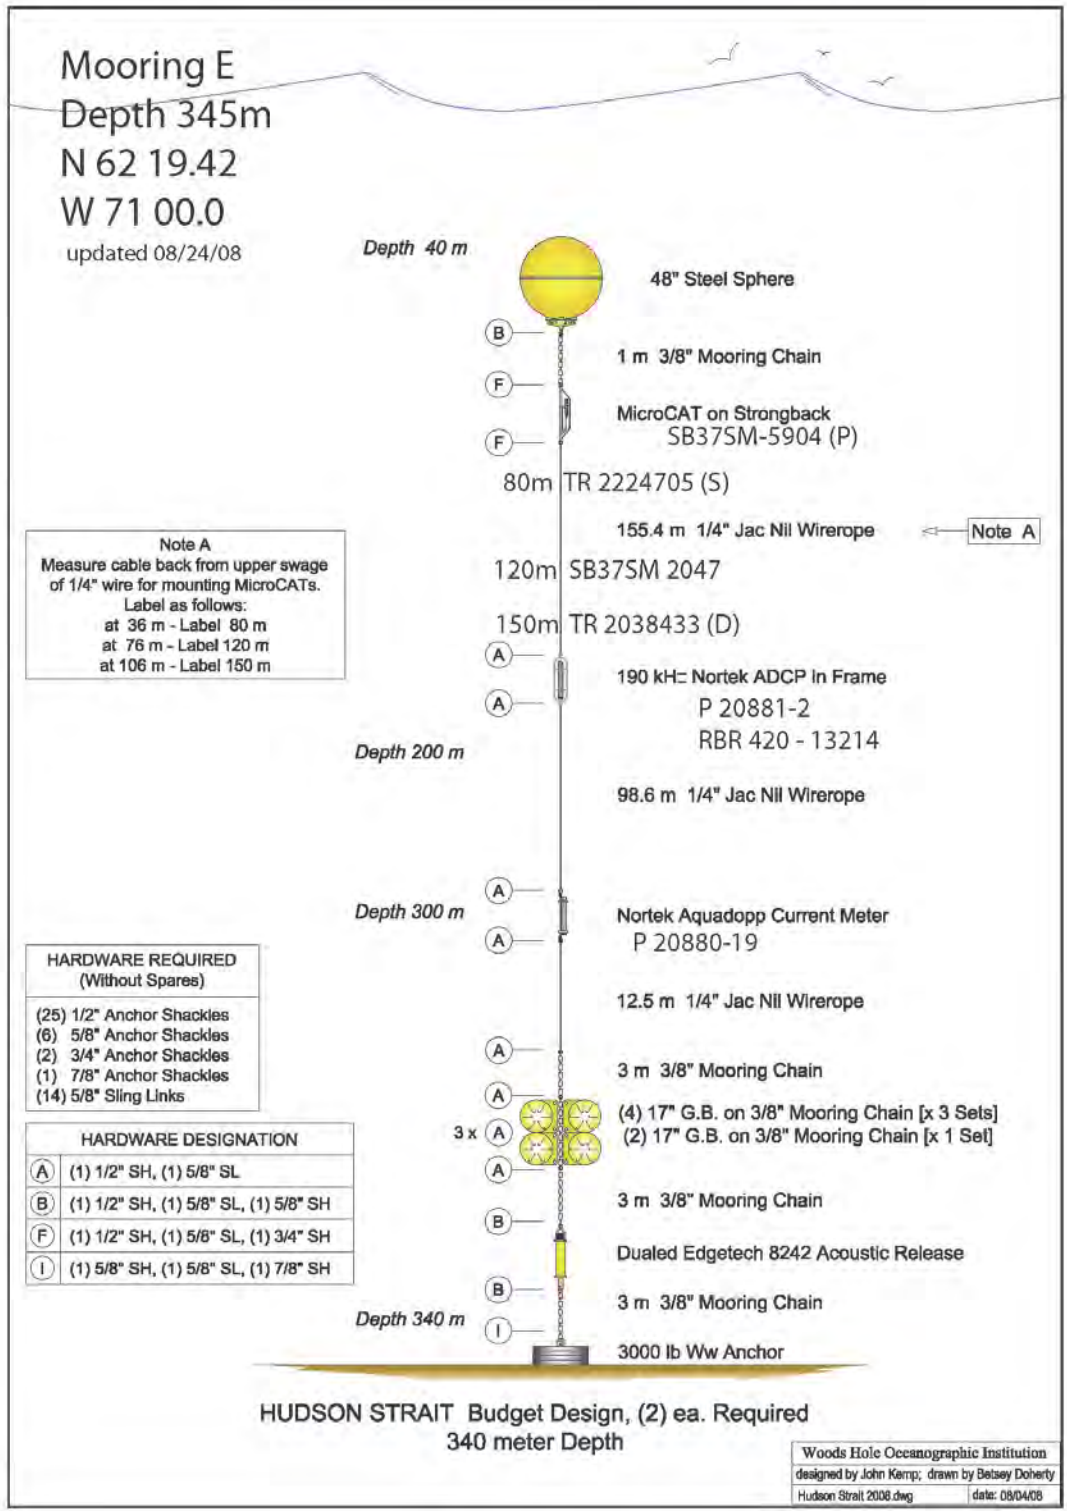 Mooring E
Depth 345m
N 62 19.42
W 71 00.0
updated 08/24/08
Depth 40 m
48" Steel Sphere
B
1 m 3/8" Mooring Chain
F
MicroCAT on Strongback
SB37SM-5904 (P)
F
80m TR 2224705 (S)
155.4 m 1/4" Jac Nil Wirerope
Note A
Note A
Measure cable back from upper swage
of 1/4" wire for mounting MicroCATs.
Label as follows:
at 36 m - Label 80 m
at 76 m - Label 120 m
at 106 m - Label 150 m
120m SB37SM 2047
150m TR 2038433 (D)
A
190 kHz Nortek ADCP In Frame
A
P 20881-2
RBR 420 - 13214
Depth 200 m
98.6 m 1/4" Jac Nil Wirerope
A
Depth 300 m
Nortek Aquadopp Current Meter
A
P 20880-19
12.5 m 1/4" Jac Nil Wirerope
HARDWARE REQUIRED
(Without Spares)
(25) 1/2" Anchor Shackles
(6) 5/8" Anchor Shackles
(2) 3/4" Anchor Shackles
(1) 7/8" Anchor Shackles
(14) 5/8" Sling Links
A
3 m 3/8" Mooring Chain
A
(4) 17" G.B. on 3/8" Mooring Chain [x 3 Sets]
3 x A
(2) 17" G.B. on 3/8" Mooring Chain [x 1 Set]
A
HARDWARE DESIGNATION
A (1) 1/2" SH, (1) 5/8" SL
B (1) 1/2" SH, (1) 5/8" SL, (1) 5/8" SH
F (1) 1/2" SH, (1) 5/8" SL, (1) 3/4" SH
I (1) 5/8" SH, (1) 5/8" SL, (1) 7/8" SH
3 m 3/8" Mooring Chain
B
Dualed Edgetech 8242 Acoustic Release
B
3 m 3/8" Mooring Chain
Depth 340 m
I
3000 lb Ww Anchor
HUDSON STRAIT Budget Design, (2) ea. Required
340 meter Depth
Woods Hole Oceanographic Institution
designed by John Kemp; drawn by Betsey Doherty
Hudson Strait 2008.dwg
date: 08/04/08